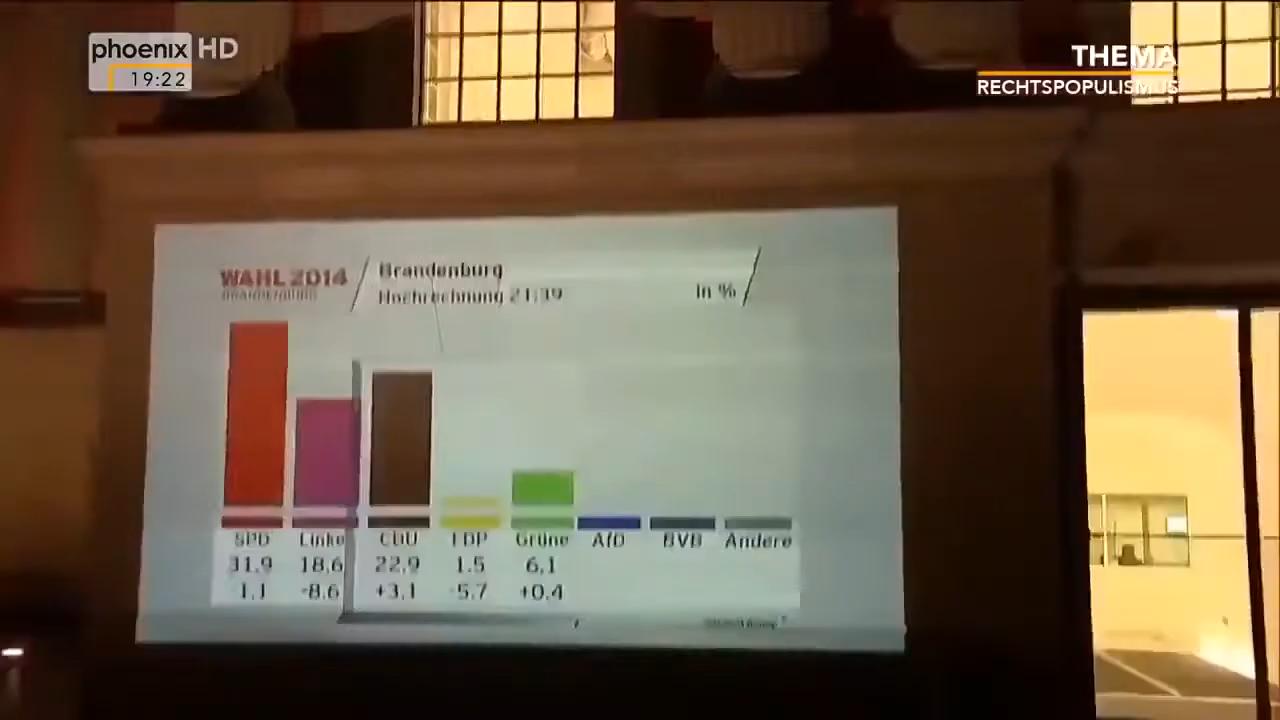 phoenix HD
19:22
THEMA
RECHTSPOPULISMUS
WAHL 2014
BRANDENBURG
Brandenburg
Hochrechnung 21:39
In %
SPD Linke CDU FDP Grüne AfD BVB Andere
31,9 18,6 22,9 1.5 6,1
1,1 -8,6 +3,1 -5,7 +0,4